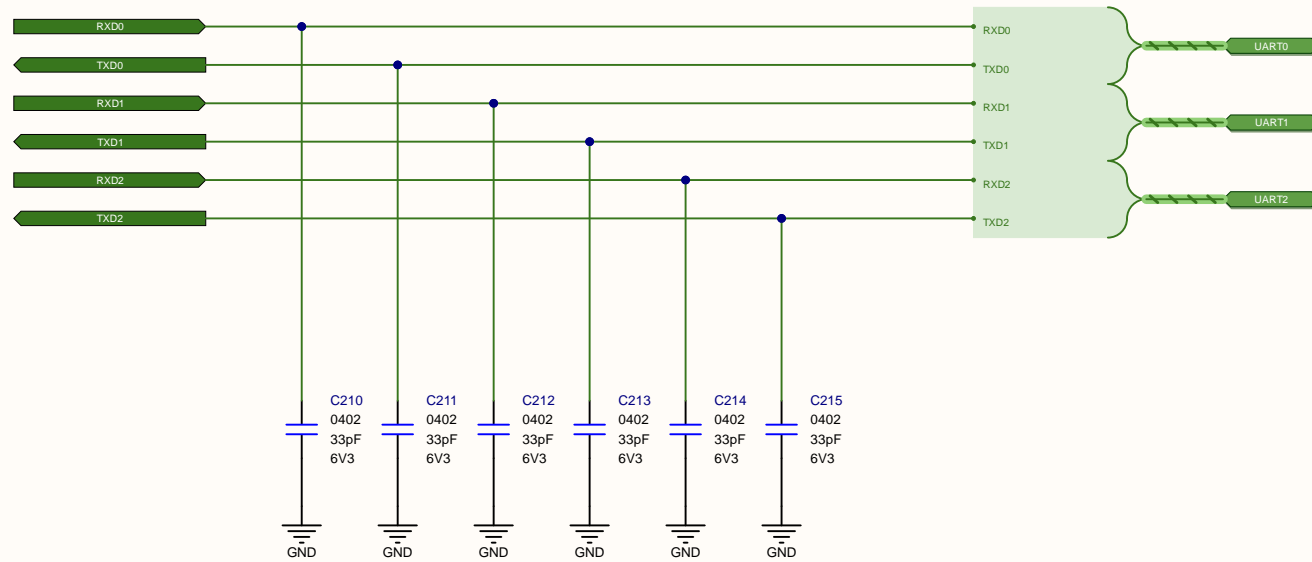 RXD0
TXD0
RXD1
TXD1
RXD2
TXD2
RXD0
TXD0
RXD1
TXD1
RXD2
TXD2
UART0
UART1
UART2
C210
0402
33pF
6V3
C211
0402
33pF
6V3
C212
0402
33pF
6V3
C213
0402
33pF
6V3
C214
0402
33pF
6V3
C215
0402
33pF
6V3
GND
GND
GND
GND
GND
GND